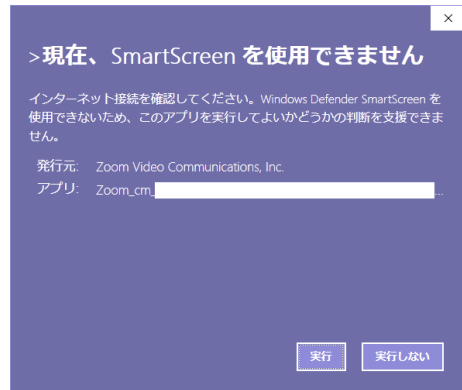 ×
>現在、SmartScreen を使用できません
インターネット接続を確認してください。Windows Defender SmartScreen を
使用できないため、このアプリを実行してよいかどうかの判断を支援できま
せん。
発行元: Zoom Video Communications, Inc.
アプリ: Zoom_cm_ ...
実行 実行しない